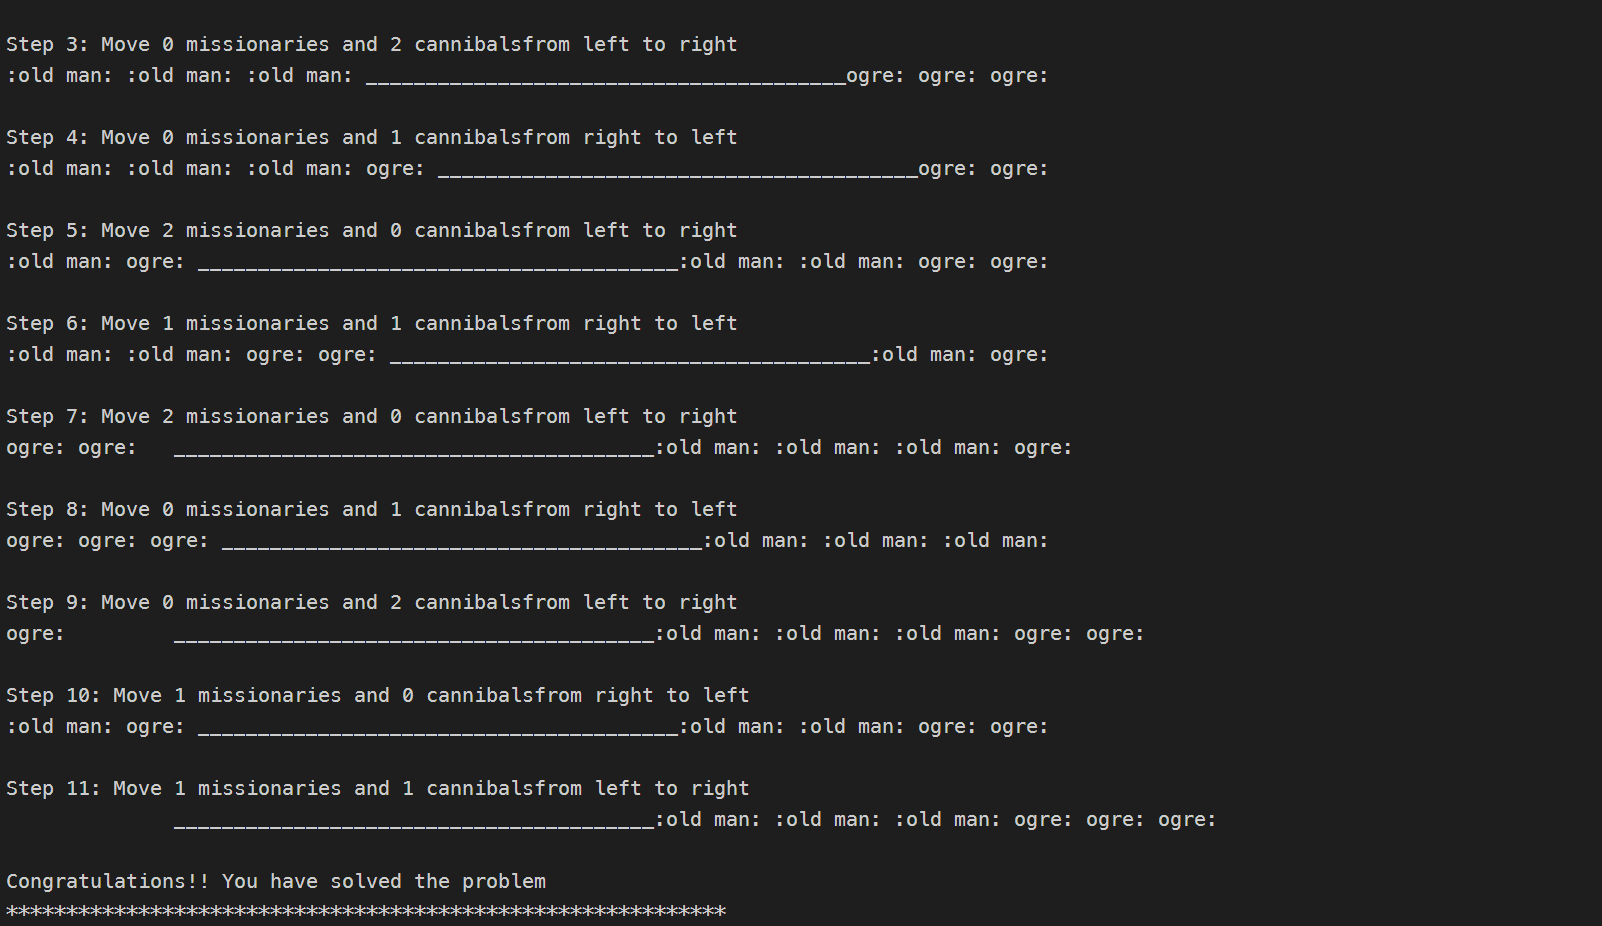 Step 3: Move 0 missionaries and 2 cannibalsfrom left to right
:old man: :old man: :old man: ________________________________________ogre: ogre: ogre:
Step 4: Move 0 missionaries and 1 cannibalsfrom right to left
:old man: :old man: :old man: ogre: ________________________________________ogre: ogre:
Step 5: Move 2 missionaries and 0 cannibalsfrom left to right
:old man: ogre: ________________________________________:old man: :old man: ogre: ogre:
Step 6: Move 1 missionaries and 1 cannibalsfrom right to left
:old man: :old man: ogre: ogre: ________________________________________:old man: ogre:
Step 7: Move 2 missionaries and 0 cannibalsfrom left to right
ogre: ogre:   ________________________________________:old man: :old man: :old man: ogre:
Step 8: Move 0 missionaries and 1 cannibalsfrom right to left
ogre: ogre: ogre: ________________________________________:old man: :old man: :old man:
Step 9: Move 0 missionaries and 2 cannibalsfrom left to right
ogre:         ________________________________________:old man: :old man: :old man: ogre: ogre:
Step 10: Move 1 missionaries and 0 cannibalsfrom right to left
:old man: ogre: ________________________________________:old man: :old man: ogre: ogre:
Step 11: Move 1 missionaries and 1 cannibalsfrom left to right
              ________________________________________:old man: :old man: :old man: ogre: ogre: ogre:
Congratulations!! You have solved the problem
************************************************************